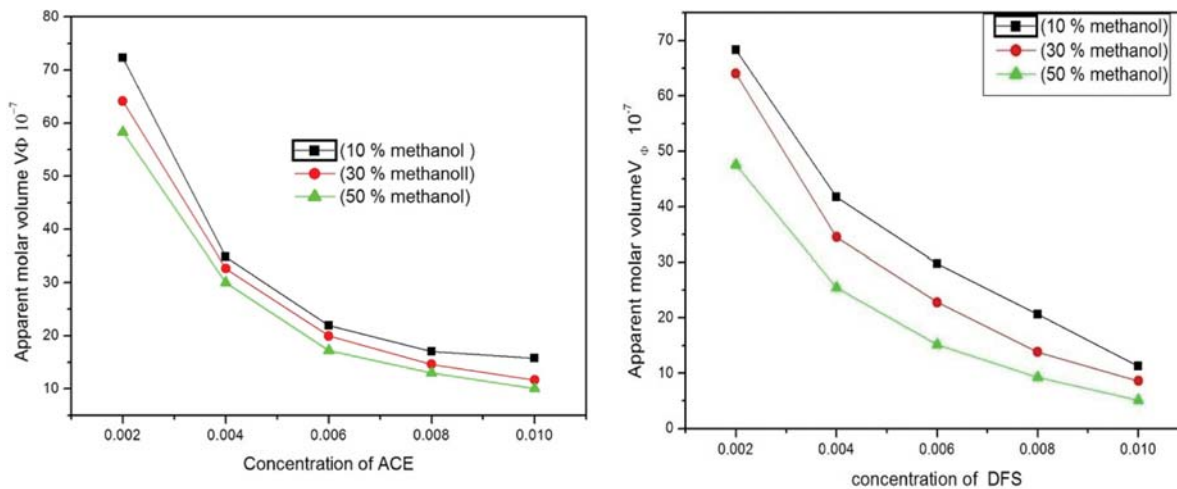 80
70
60
50
40
30
20
10
Apparent molar volume VΦ 10⁻⁷
(10 % methanol )
(30 % methanoll)
(50 % methanol)
0.002 0.004 0.006 0.008 0.010
Concentration of ACE
70
60
50
40
30
20
10
0
Apparent molar volumeV Φ 10⁻⁷
(10 % methanol)
(30 % methanol)
(50 % methanol)
0.002 0.004 0.006 0.008 0.010
concentration of DFS